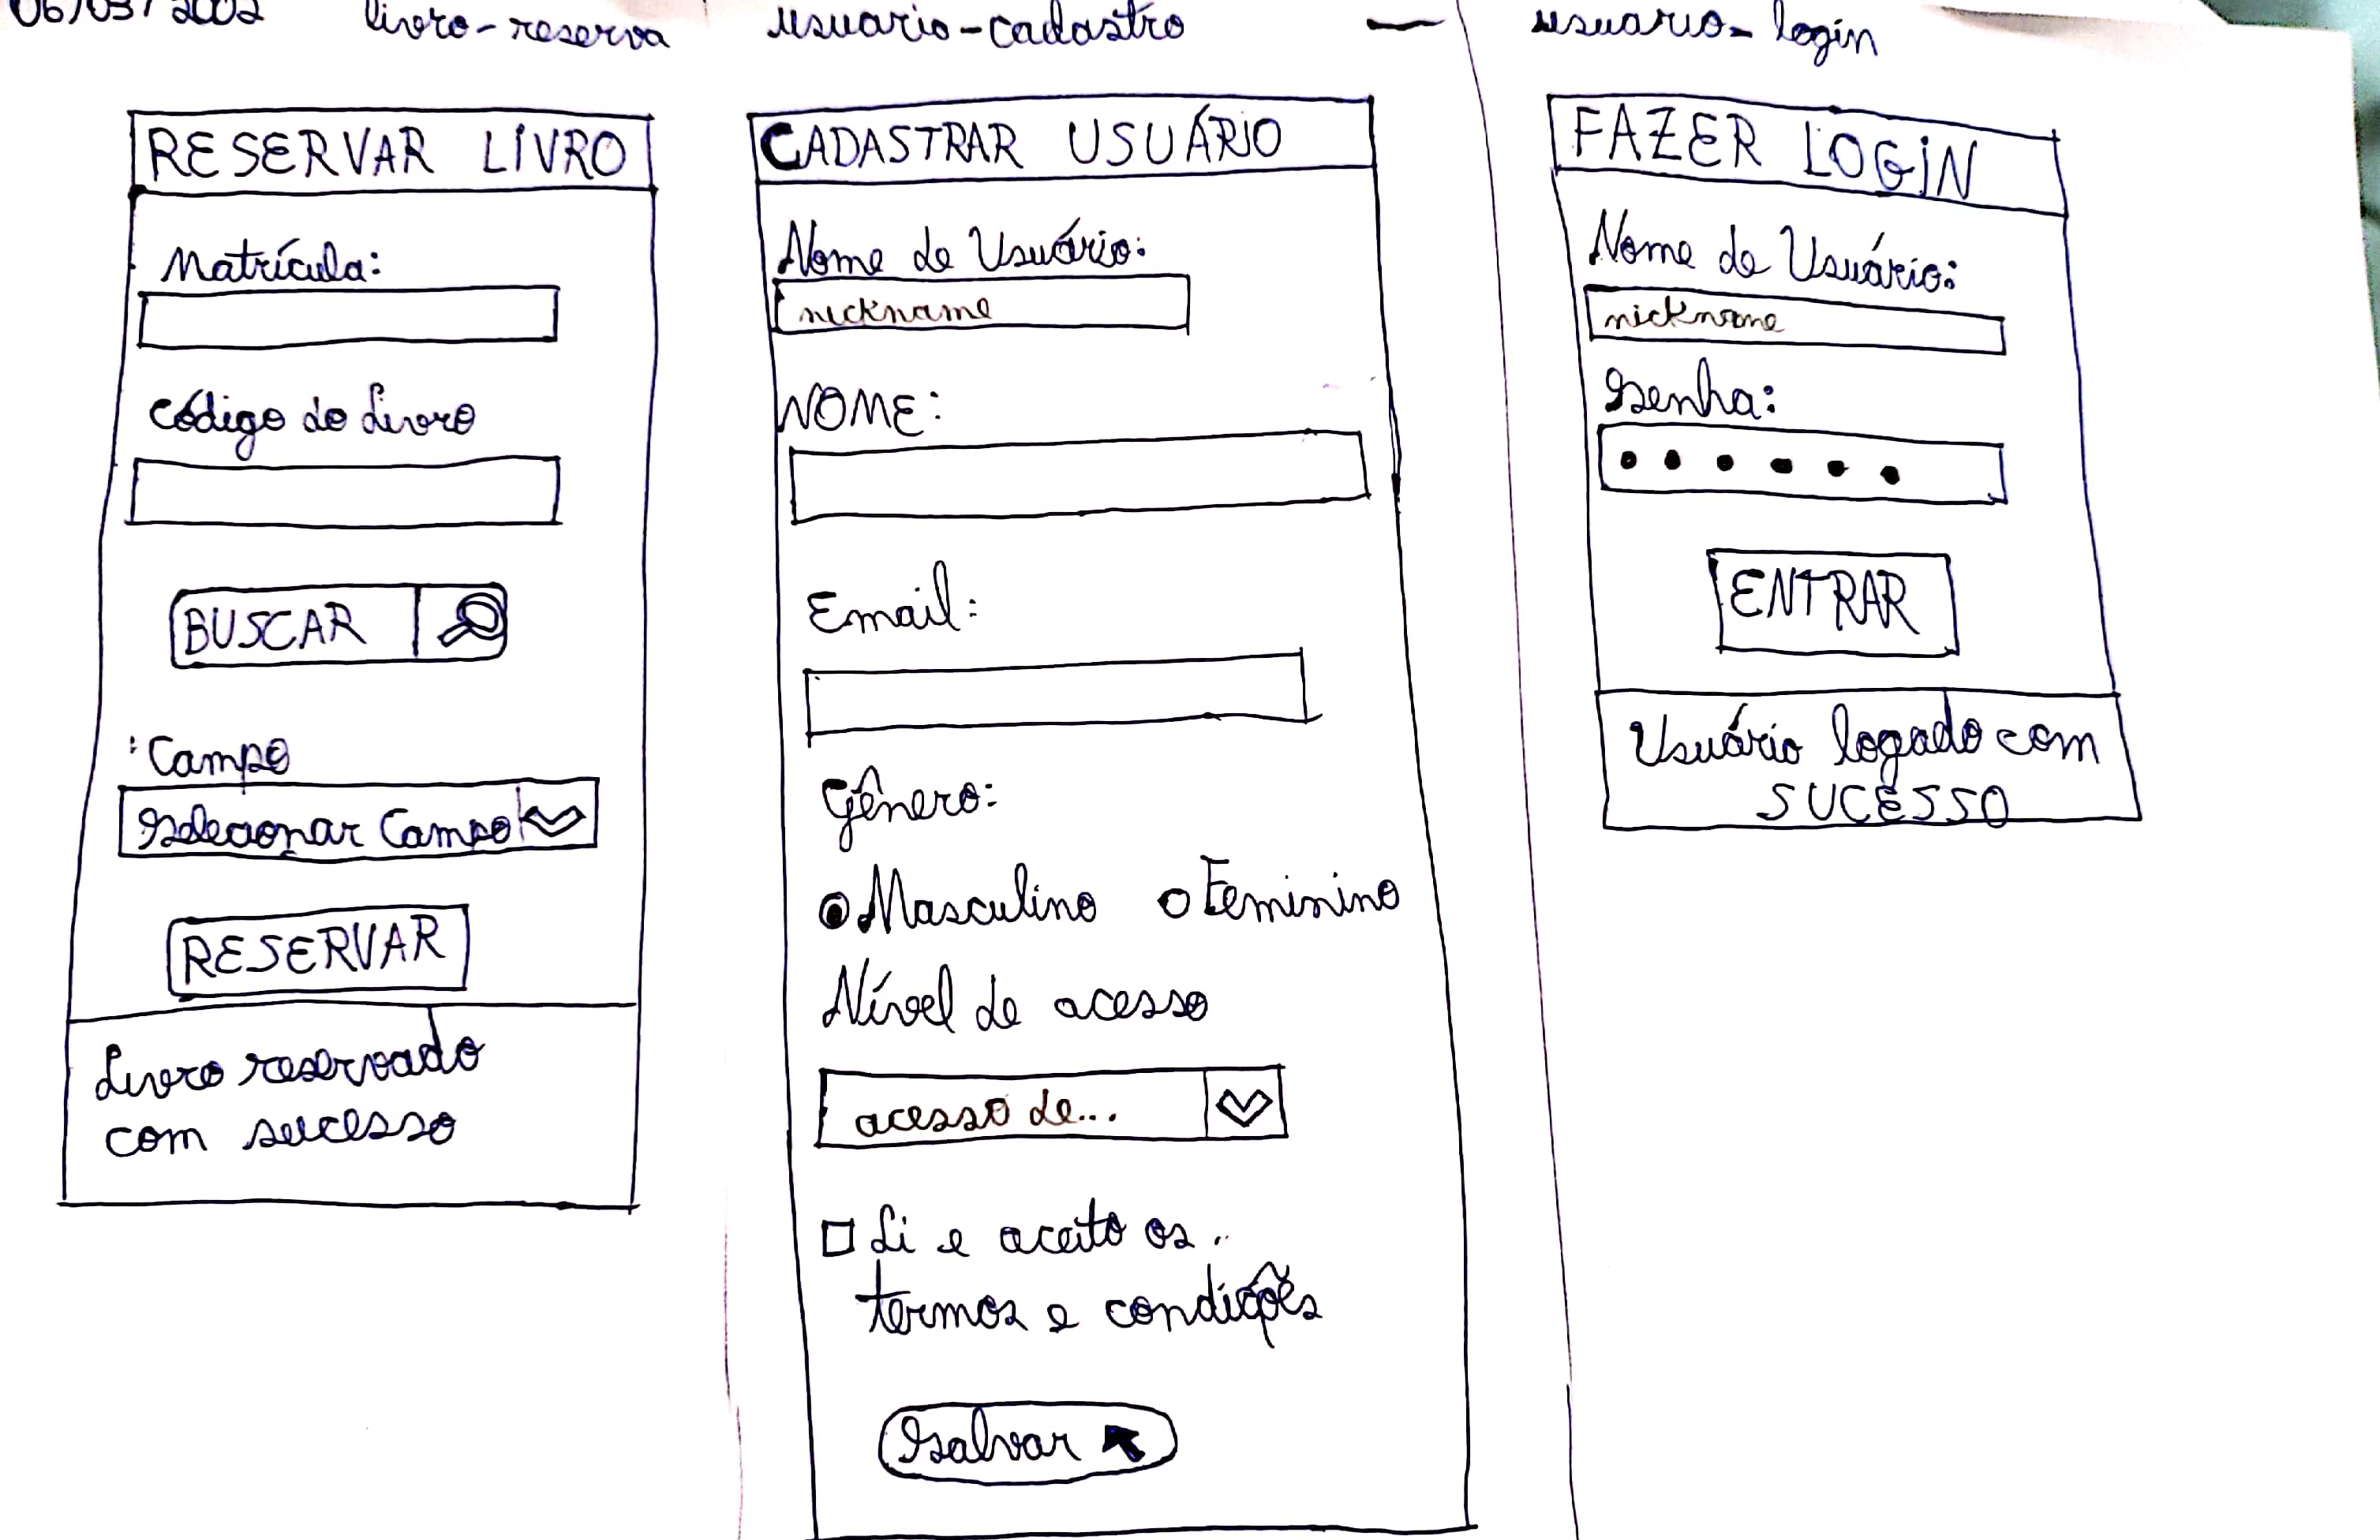 06/03/2002 livro-reserva usuario-cadastro usuario-login
RESERVAR LIVRO
Matrícula:
Código do Livro
BUSCAR
Campo
Selecionar Campo
RESERVAR
Livro reservado
com sucesso
CADASTRAR USUÁRIO
Nome de Usuário:
nickname
NOME:
Email:
Gênero:
Masculino Feminino
Nível de acesso
acesso de...
Li e aceito os
termos e condições
Salvar
FAZER LOGIN
Nome de Usuário:
nickname
Senha:
ENTRAR
Usuário logado com
SUCESSO